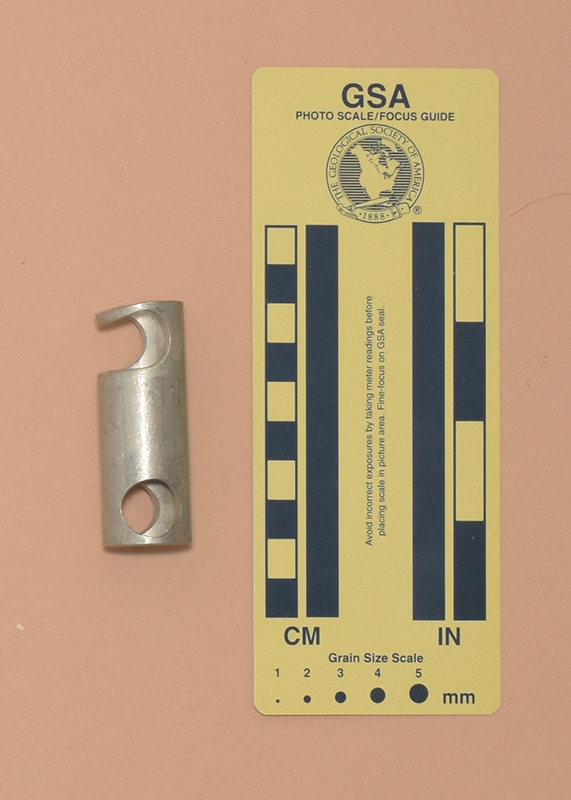 GSA
PHOTO SCALE/FOCUS GUIDE
THE GEOLOGICAL SOCIETY OF AMERICA
·1888·
®
Avoid incorrect exposures by taking meter readings before
placing scale in picture area. Fine-focus on GSA seal.
CM IN
Grain Size Scale
1 2 3 4 5
mm